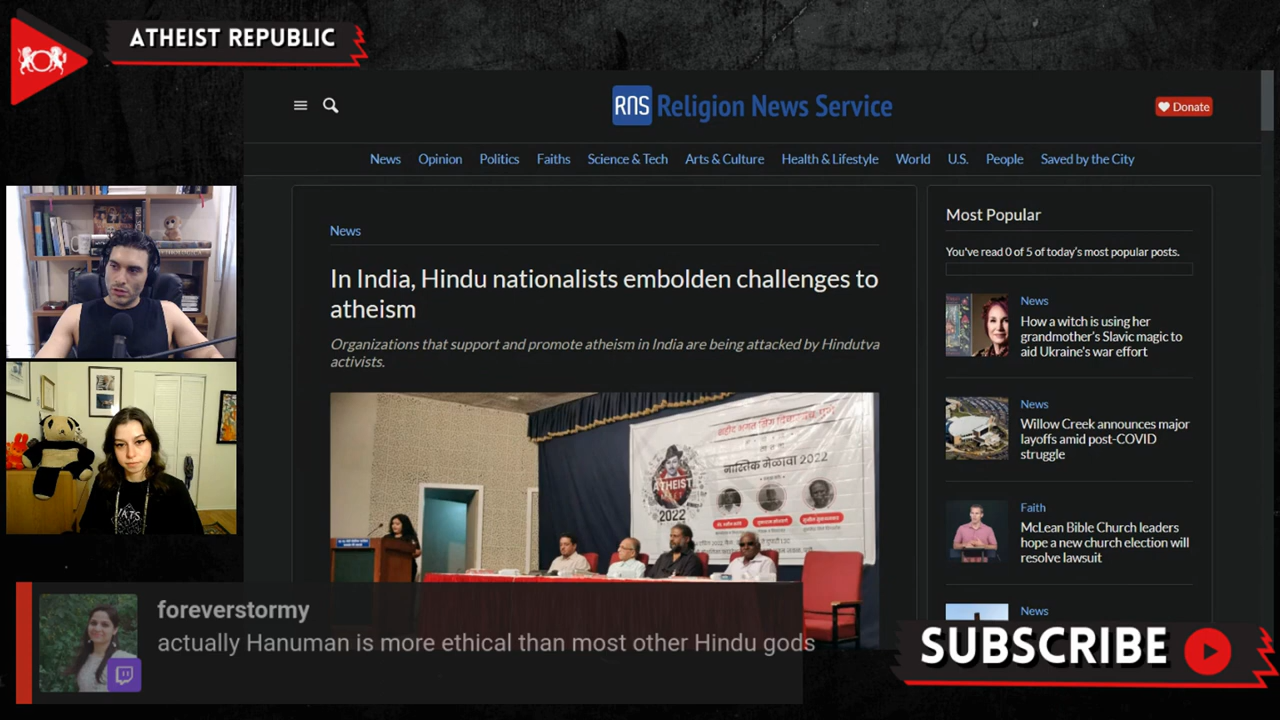 ATHEIST REPUBLIC
RNS Religion News Service
Donate
News Opinion Politics Faiths Science & Tech Arts & Culture Health & Lifestyle World U.S. People Saved by the City
News
In India, Hindu nationalists embolden challenges to
atheism
Organizations that support and promote atheism in India are being attacked by Hindutva
activists.
नास्तिक मेळावा 2022
ATHEIST
MEET
2022
Most Popular
You've read 0 of 5 of today's most popular posts.
News
How a witch is using her
grandmother's Slavic magic to
aid Ukraine's war effort
News
Willow Creek announces major
layoffs amid post-COVID
struggle
Faith
McLean Bible Church leaders
hope a new church election will
resolve lawsuit
News
foreverstormy
actually Hanuman is more ethical than most other Hindu gods
SUBSCRIBE